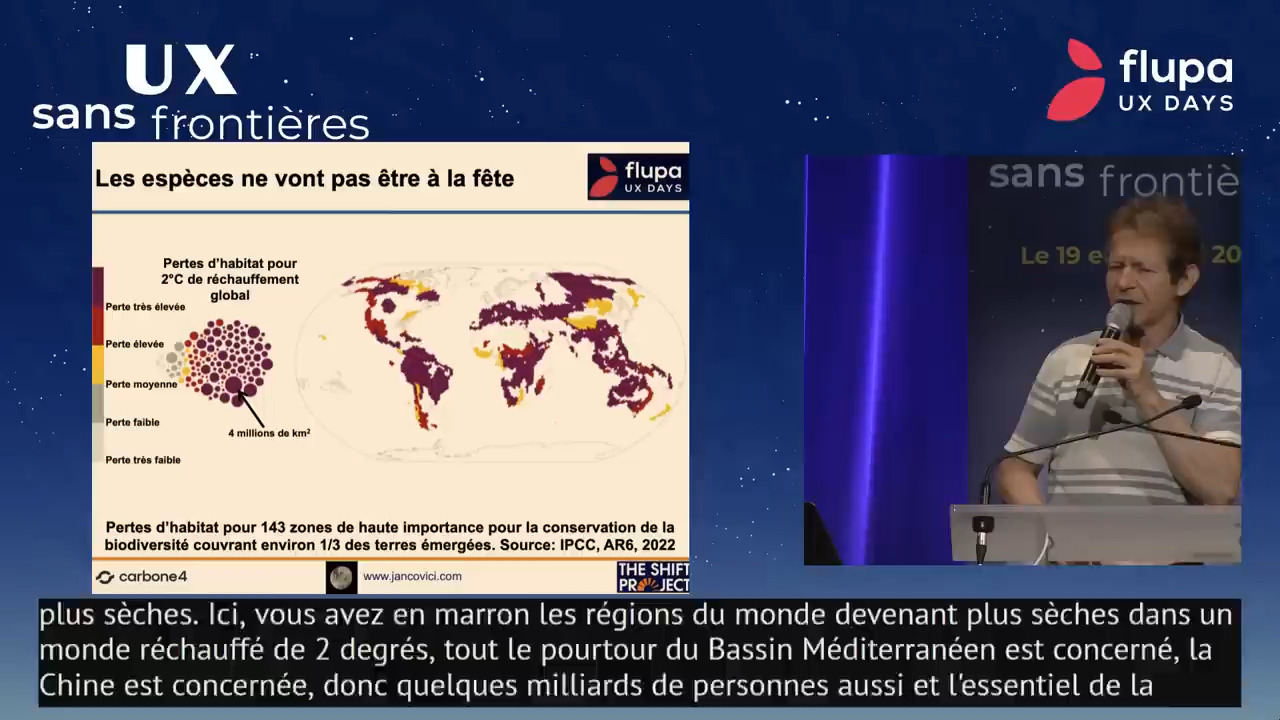 UX
sans frontières
flupa
UX DAYS
Les espèces ne vont pas être à la fête
flupa
UX DAYS
Pertes d'habitat pour
2°C de réchauffement
global
Perte très élevée
Perte élevée
Perte moyenne
Perte faible
Perte très faible
4 millions de km²
Pertes d'habitat pour 143 zones de haute importance pour la conservation de la
biodiversité couvrant environ 1/3 des terres émergées. Source: IPCC, AR6, 2022
carbone4
www.jancovici.com
THE SHIFT
PROJECT
sans frontiè
Le 19 e
20
plus sèches. Ici, vous avez en marron les régions du monde devenant plus sèches dans un
monde réchauffé de 2 degrés, tout le pourtour du Bassin Méditerranéen est concerné, la
Chine est concernée, donc quelques milliards de personnes aussi et l'essentiel de la